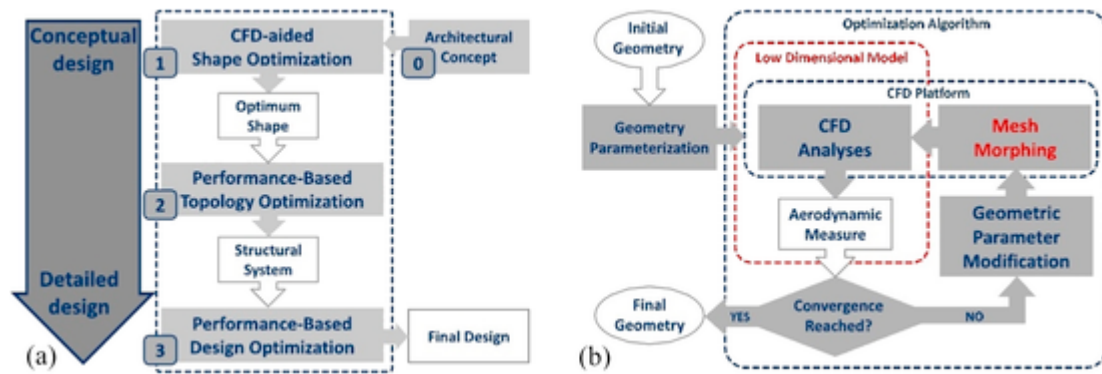 Conceptual
design
Detailed
design
CFD-aided
Shape Optimization
1
Architectural
Concept
0
Optimum
Shape
Performance-Based
Topology Optimization
2
Structural
System
Performance-Based
Design Optimization
3
Final Design
(a)
Optimization Algorithm
Initial
Geometry
Low Dimensional Model
CFD Platform
Geometry
Parameterization
CFD
Analyses
Mesh
Morphing
Aerodynamic
Measure
Geometric
Parameter
Modification
Final
Geometry
YES
Convergence
Reached?
NO
(b)